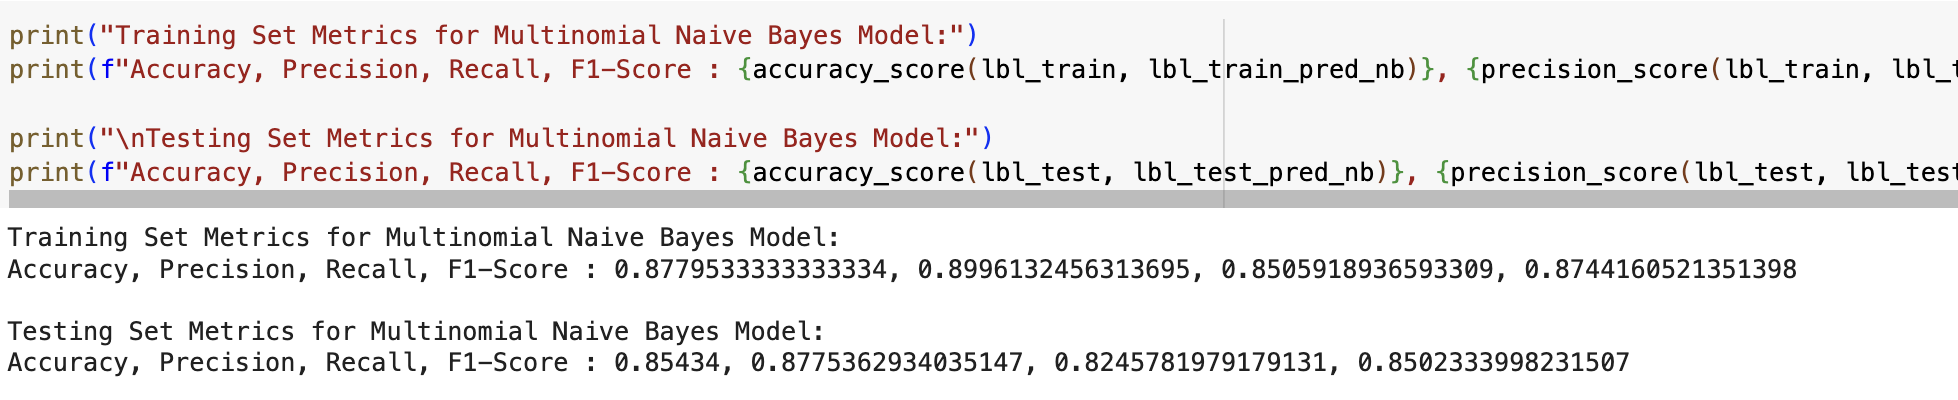 print("Training Set Metrics for Multinomial Naive Bayes Model:")
print(f"Accuracy, Precision, Recall, F1-Score : {accuracy_score(lbl_train, lbl_train_pred_nb)}, {precision_score(lbl_train, lbl_t
print("\nTesting Set Metrics for Multinomial Naive Bayes Model:")
print(f"Accuracy, Precision, Recall, F1-Score : {accuracy_score(lbl_test, lbl_test_pred_nb)}, {precision_score(lbl_test, lbl_test
Training Set Metrics for Multinomial Naive Bayes Model:
Accuracy, Precision, Recall, F1-Score : 0.8779533333333334, 0.8996132456313695, 0.8505918936593309, 0.8744160521351398
Testing Set Metrics for Multinomial Naive Bayes Model:
Accuracy, Precision, Recall, F1-Score : 0.85434, 0.8775362934035147, 0.8245781979179131, 0.8502333998231507